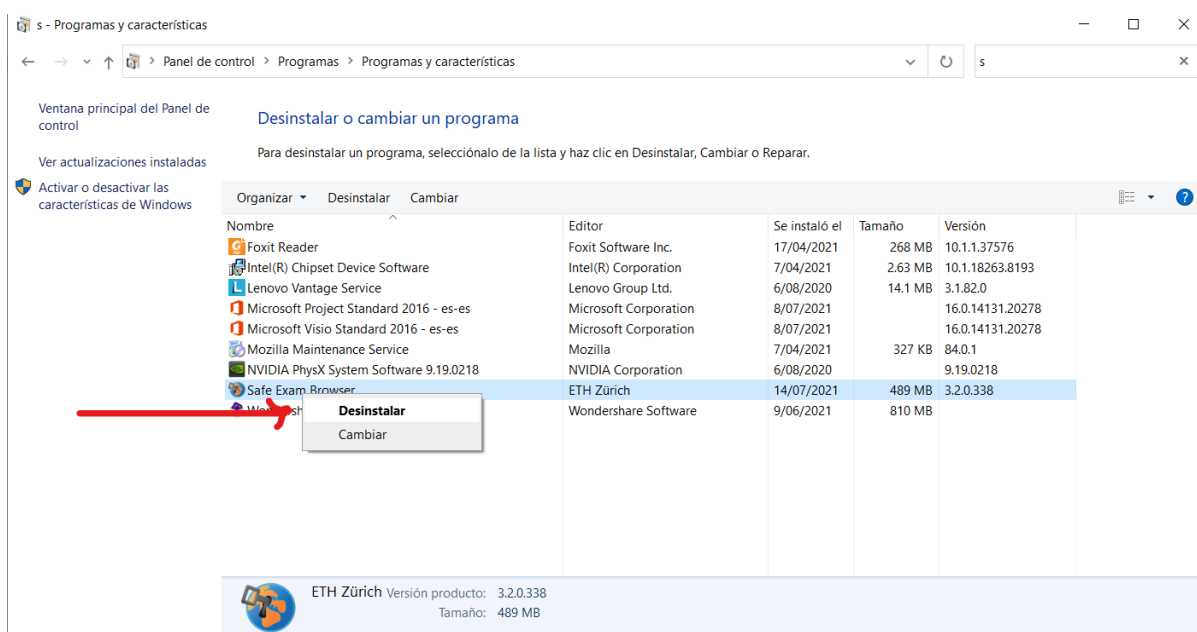 s - Programas y características
Panel de control > Programas > Programas y características
s
Ventana principal del Panel de
control
Ver actualizaciones instaladas
Activar o desactivar las
características de Windows
Desinstalar o cambiar un programa
Para desinstalar un programa, selecciónalo de la lista y haz clic en Desinstalar, Cambiar o Reparar.
Organizar Desinstalar Cambiar ?
Nombre Editor Se instaló el Tamaño Versión
Foxit Reader Foxit Software Inc. 17/04/2021 268 MB 10.1.1.37576
Intel(R) Chipset Device Software Intel(R) Corporation 7/04/2021 2.63 MB 10.1.18263.8193
Lenovo Vantage Service Lenovo Group Ltd. 6/08/2020 14.1 MB 3.1.82.0
Microsoft Project Standard 2016 - es-es Microsoft Corporation 8/07/2021 16.0.14131.20278
Microsoft Visio Standard 2016 - es-es Microsoft Corporation 8/07/2021 16.0.14131.20278
Mozilla Maintenance Service Mozilla 7/04/2021 327 KB 84.0.1
NVIDIA PhysX System Software 9.19.0218 NVIDIA Corporation 6/08/2020 9.19.0218
Safe Exam Browser ETH Zürich 14/07/2021 489 MB 3.2.0.338
Wondershare Software 9/06/2021 810 MB
Desinstalar
Cambiar
ETH Zürich Versión producto: 3.2.0.338
Tamaño: 489 MB